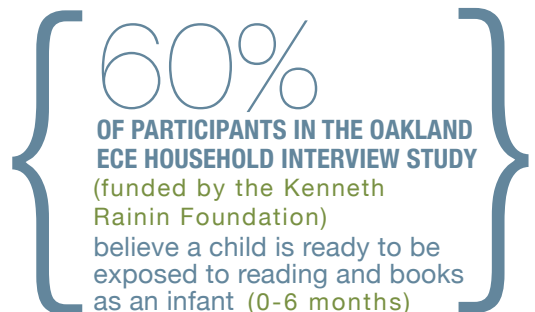 60%
OF PARTICIPANTS IN THE OAKLAND
ECE HOUSEHOLD INTERVIEW STUDY
(funded by the Kenneth
Rainin Foundation)
believe a child is ready to be
exposed to reading and books
as an infant (0-6 months)